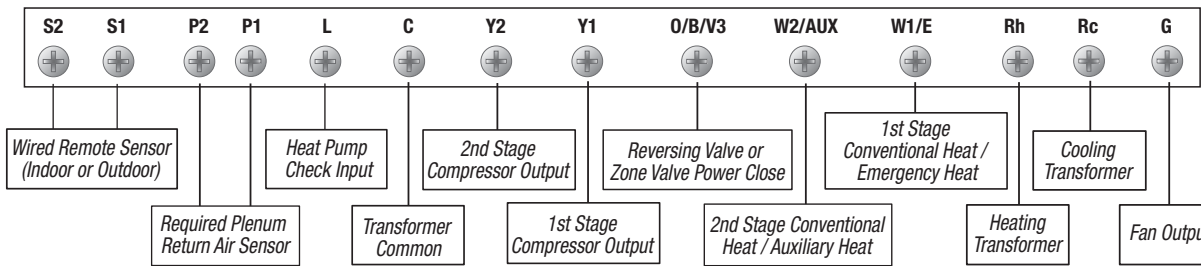 S2 S1 P2 P1 L C Y2 Y1 O/B/V3 W2/AUX W1/E Rh Rc G
Wired Remote Sensor
(Indoor or Outdoor)
Heat Pump
Check Input
2nd Stage
Compressor Output
Reversing Valve or
Zone Valve Power Close
1st Stage
Conventional Heat /
Emergency Heat
Cooling
Transformer
Required Plenum
Return Air Sensor
Transformer
Common
1st Stage
Compressor Output
2nd Stage Conventional
Heat / Auxiliary Heat
Heating
Transformer
Fan Output